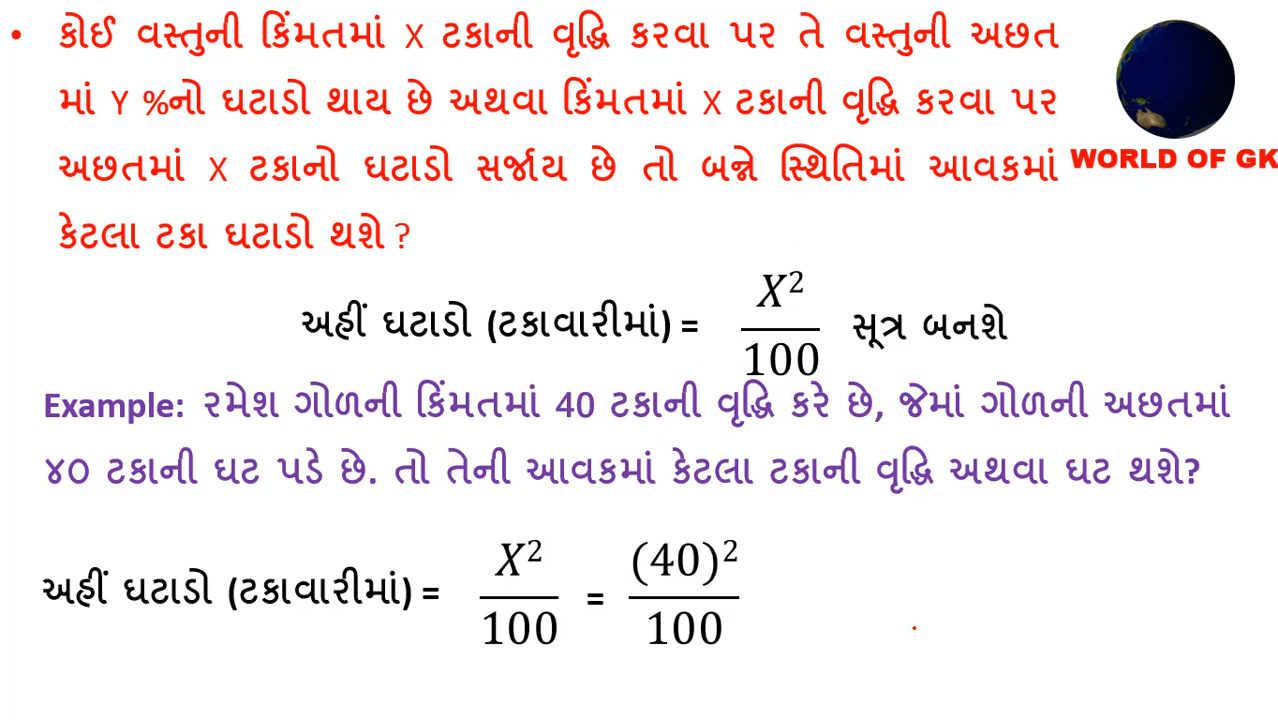 • કોઈ વસ્તુની કિંમતમાં X ટકાની વૃદ્ધિ કરવા પર તે વસ્તુની અછત
માં Y %નો ઘટાડો થાય છે અથવા કિંમતમાં X ટકાની વૃદ્ધિ કરવા પર
અછતમાં X ટકાનો ઘટાડો સર્જાય છે તો બન્ને સ્થિતિમાં આવકમાં
કેટલા ટકા ઘટાડો થશે ?
WORLD OF GK
અહીં ઘટાડો (ટકાવારીમાં) = X²/100 સૂત્ર બનશે
Example: રમેશ ગોળની કિંમતમાં 40 ટકાની વૃદ્ધિ કરે છે, જેમાં ગોળની અછતમાં
૪૦ ટકાની ઘટ પડે છે. તો તેની આવકમાં કેટલા ટકાની વૃદ્ધિ અથવા ઘટ થશે?
અહીં ઘટાડો (ટકાવારીમાં) = X²/100 = (40)²/100